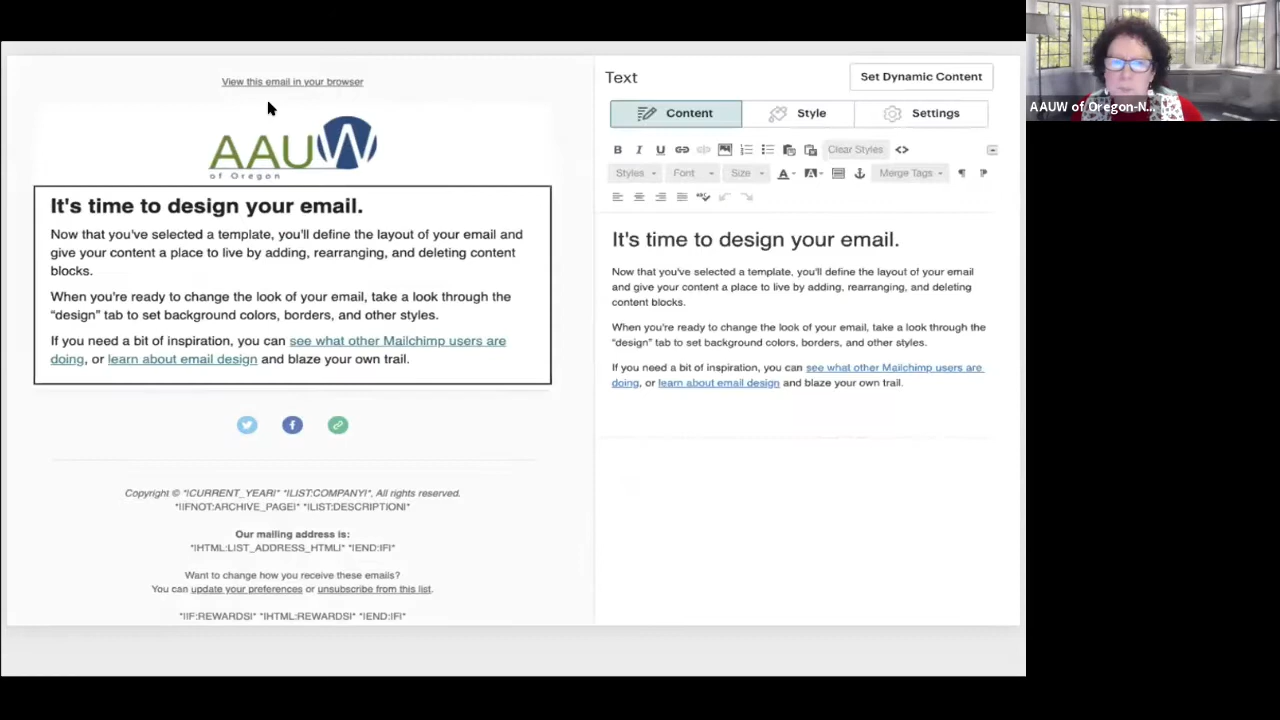 View this email in your browser
AAUW
of Oregon
It's time to design your email.
Now that you've selected a template, you'll define the layout of your email and
give your content a place to live by adding, rearranging, and deleting content
blocks.
When you're ready to change the look of your email, take a look through the
“design” tab to set background colors, borders, and other styles.
If you need a bit of inspiration, you can see what other Mailchimp users are
doing, or learn about email design and blaze your own trail.
Copyright © *|CURRENT_YEAR|* *|LIST:COMPANY|*, All rights reserved.
*|IFNOT:ARCHIVE_PAGE|* *|LIST:DESCRIPTION|*
Our mailing address is:
*|HTML:LIST_ADDRESS_HTML|* *|END:IF|*
Want to change how you receive these emails?
You can update your preferences or unsubscribe from this list.
*|IF:REWARDS|* *|HTML:REWARDS|* *|END:IF|*
Text
Set Dynamic Content
Content Style Settings
B I U Clear Styles <>
Styles Font Size A A Merge Tags
ABC
It's time to design your email.
Now that you've selected a template, you'll define the layout of your email
and give your content a place to live by adding, rearranging, and deleting
content blocks.
When you're ready to change the look of your email, take a look through the
“design” tab to set background colors, borders, and other styles.
If you need a bit of inspiration, you can see what other Mailchimp users are
doing, or learn about email design and blaze your own trail.
AAUW of Oregon-N...